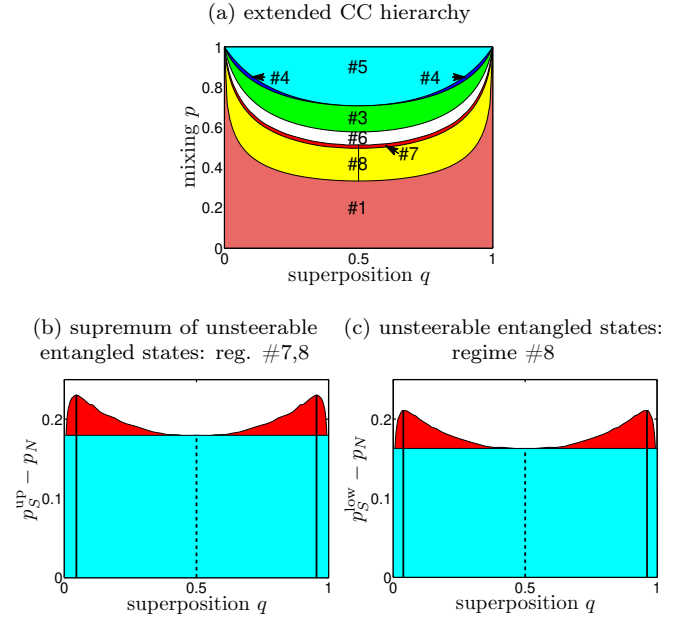 (a) extended CC hierarchy
1
0.8
0.6
0.4
0.2
0
mixing p
#5
#4
#4
#3
#6
#7
#8
#1
0
0.5
1
superposition q
(b) supremum of unsteerable
entangled states: reg. #7,8
0.2
0.1
0
p_S^up − p_N
0
0.5
1
superposition q
(c) unsteerable entangled states:
regime #8
0.2
0.1
0
p_S^low − p_N
0
0.5
1
superposition q